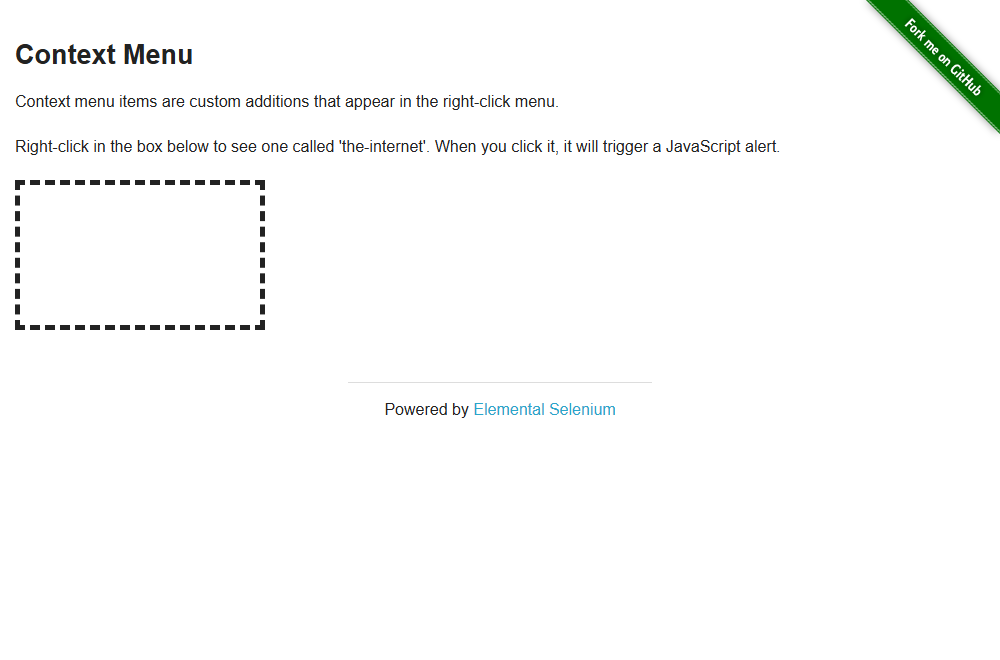 Fork me on GitHub
Context Menu
Context menu items are custom additions that appear in the right-click menu.
Right-click in the box below to see one called 'the-internet'. When you click it, it will trigger a JavaScript alert.
Powered by Elemental Selenium